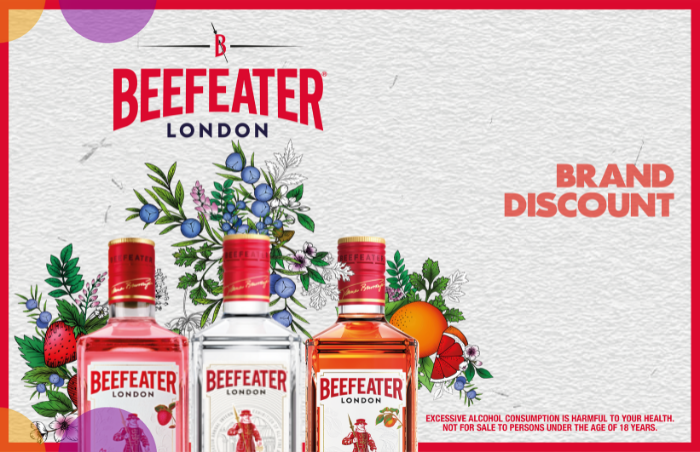 B
BEEFEATER
LONDON
BRAND
DISCOUNT
BEEFEATER
LONDON
BEEFEATER
LONDON
BEEFEATER
LONDON
EXCESSIVE ALCOHOL CONSUMPTION IS HARMFUL TO YOUR HEALTH.
NOT FOR SALE TO PERSONS UNDER THE AGE OF 18 YEARS.